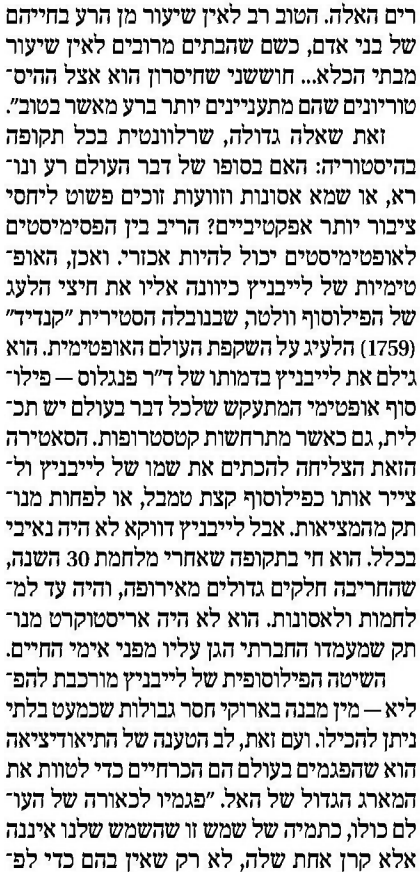 רים האלה. הטוב רב לאין שיעור מן הרע בחייהם
של בני אדם, כשם שהבתים מרובים לאין שיעור
מבתי הכלא... חוששני שחיסרון הוא אצל ההיס־
טוריונים שהם מתעניינים יותר ברע מאשר בטוב".
זאת שאלה גדולה, שרלוונטית בכל תקופה
בהיסטוריה: האם בסופו של דבר העולם רע ונו־
רא, או שמא אסונות וזוועות זוכים פשוט ליחסי
ציבור יותר אפקטיביים? הריב בין הפסימיסטים
לאופטימיסטים יכול להיות אכזרי. ואכן, האופ־
טימיות של לייבניץ כיוונה אליו את חיצי הלעג
של הפילוסוף וולטר, שבנובלה הסטירית "קנדיד"
(1759) הלעיג על השקפת העולם האופטימית. הוא
גילם את לייבניץ בדמותו של ד"ר פנגלוס — פילו־
סוף אופטימי המתעקש שלכל דבר בעולם יש תכ־
לית, גם כאשר מתרחשות קטסטרופות. הסאטירה
הזאת הצליחה להכתים את שמו של לייבניץ ול־
צייר אותו כפילוסוף קצת טמבל, או לפחות מנו־
תק מהמציאות. אבל לייבניץ דווקא לא היה נאיבי
בכלל. הוא חי בתקופה שאחרי מלחמת 30 השנה,
שהחריבה חלקים גדולים מאירופה, והיה עד למ־
לחמות ולאסונות. הוא לא היה אריסטוקרט מנו־
תק שמעמדו החברתי הגן עליו מפני אימי החיים.
השיטה הפילוסופית של לייבניץ מורכבת להפ־
ליא — מין מבנה בארוקי חסר גבולות שכמעט בלתי
ניתן להכילו. ועם זאת, לב הטענה של התיאודיציאה
הוא שהפגמים בעולם הם הכרחיים כדי לטוות את
המארג הגדול של האל. "פגמיו לכאורה של העו־
לם כולו, כתמיה של שמש זו שהשמש שלנו איננה
אלא קרן אחת שלה, לא רק שאין בהם כדי לפ־